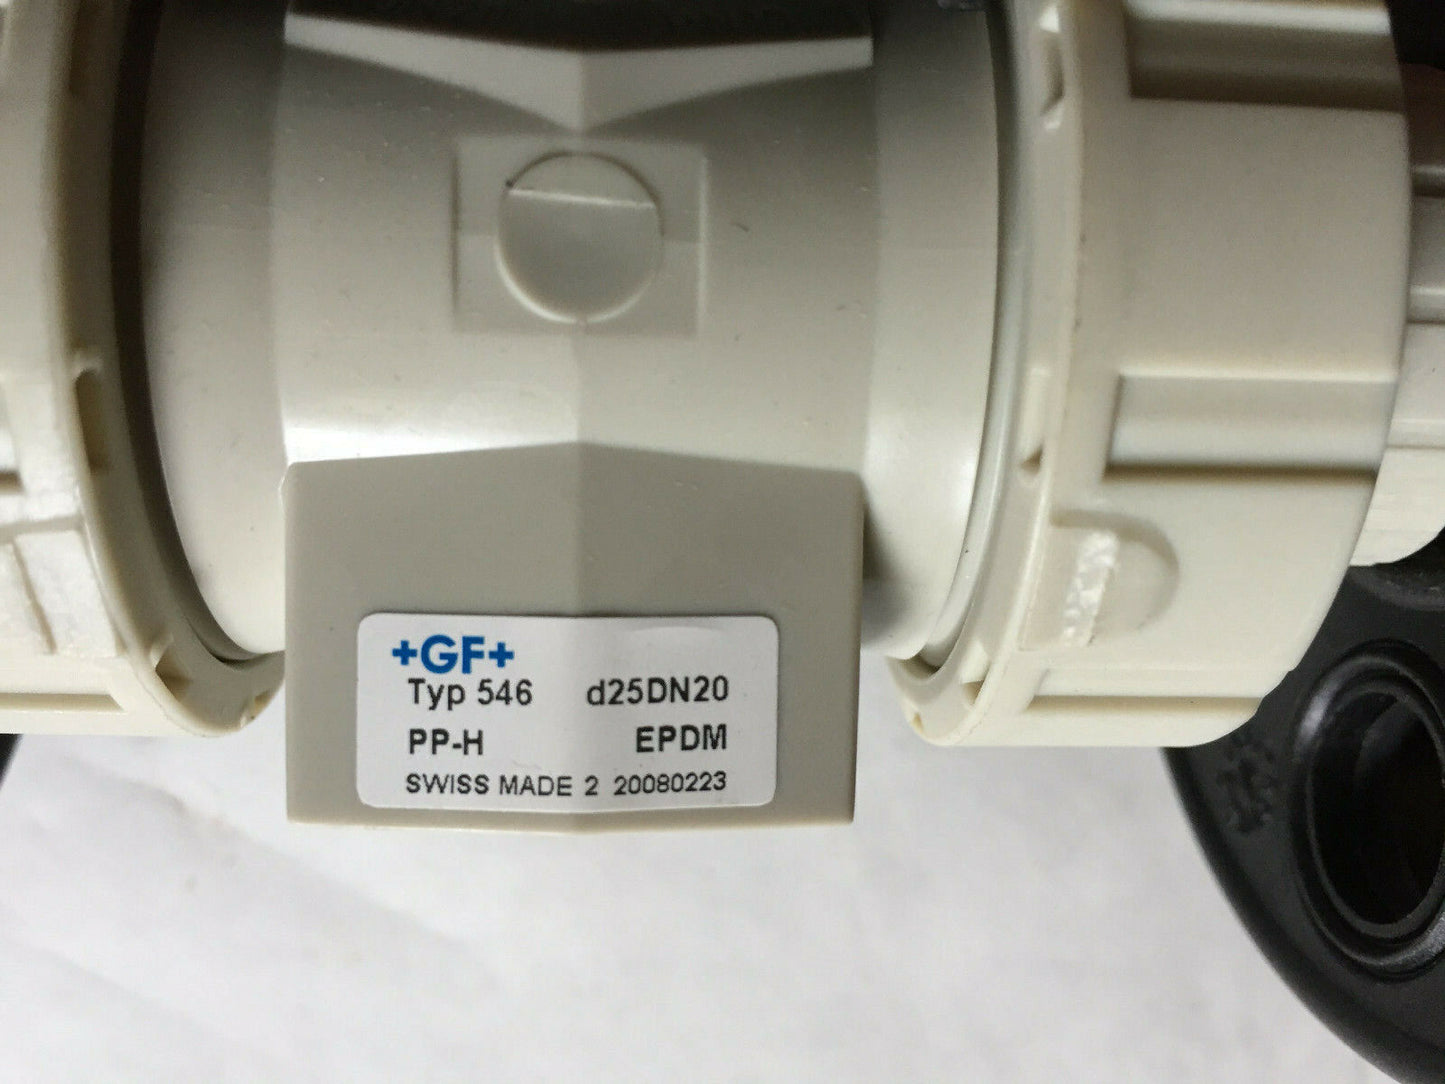 +GF+
Typ 546 d25DN20
PP-H EPDM
SWISS MADE 2 20080223